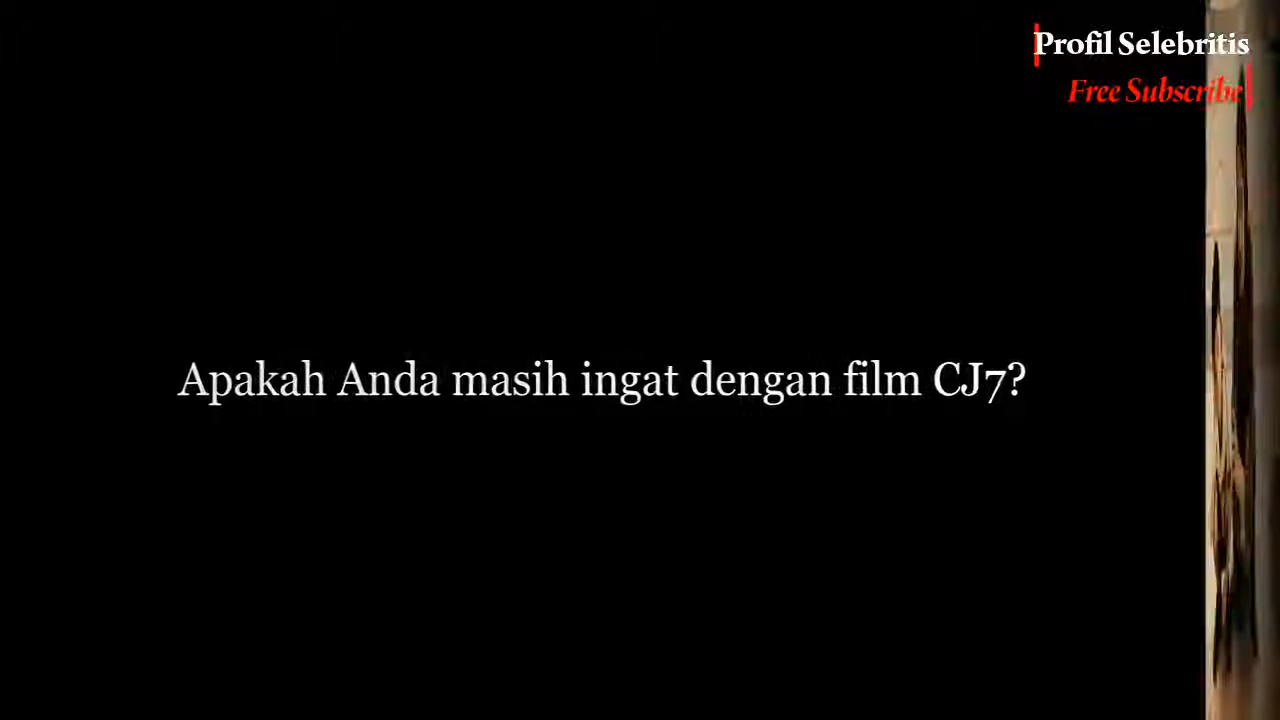 Profil Selebritis
Free Subscribe
Apakah Anda masih ingat dengan film CJ7?